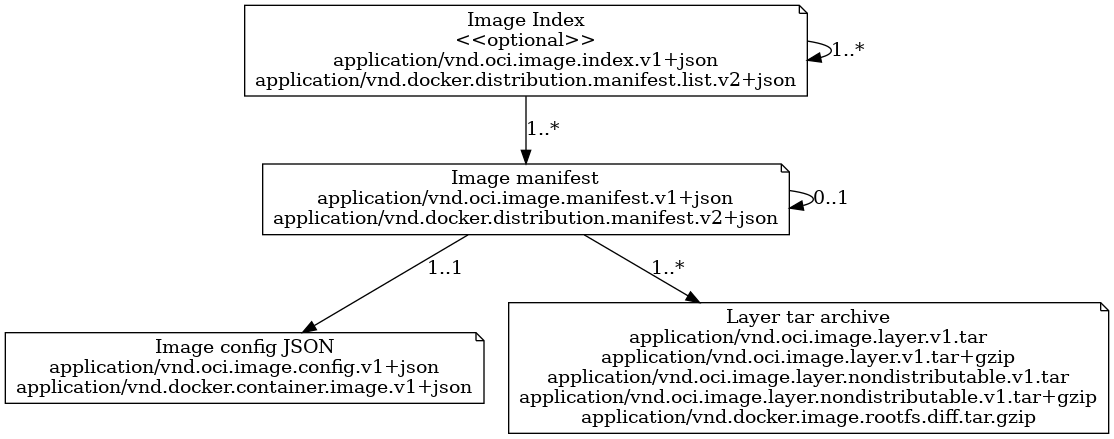 Image Index
<<optional>>
application/vnd.oci.image.index.v1+json
application/vnd.docker.distribution.manifest.list.v2+json
1..*
1..*
Image manifest
application/vnd.oci.image.manifest.v1+json
application/vnd.docker.distribution.manifest.v2+json
0..1
1..1
1..*
Image config JSON
application/vnd.oci.image.config.v1+json
application/vnd.docker.container.image.v1+json
Layer tar archive
application/vnd.oci.image.layer.v1.tar
application/vnd.oci.image.layer.v1.tar+gzip
application/vnd.oci.image.layer.nondistributable.v1.tar
application/vnd.oci.image.layer.nondistributable.v1.tar+gzip
application/vnd.docker.image.rootfs.diff.tar.gzip